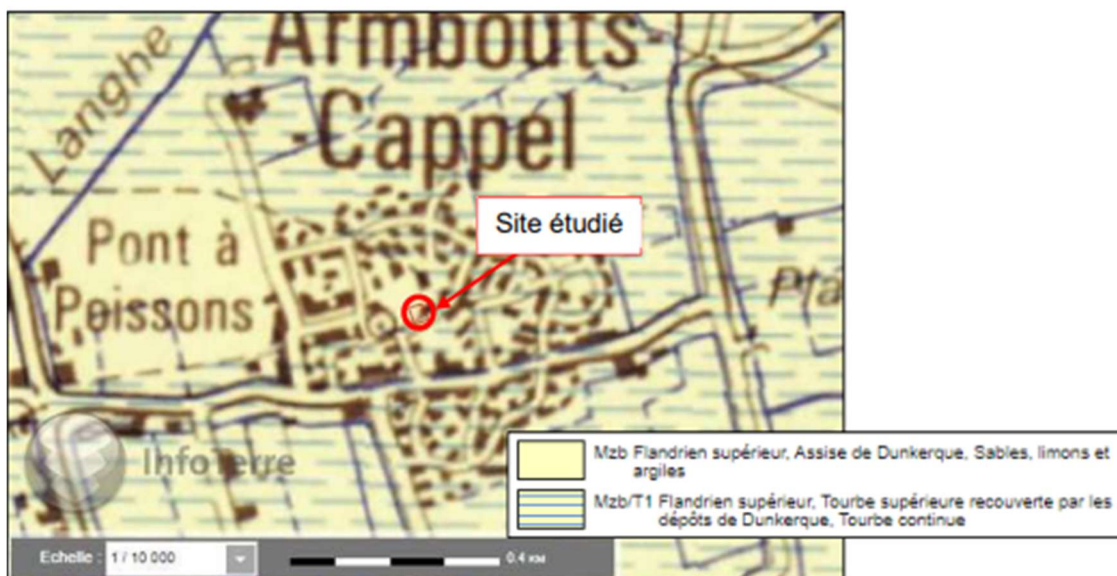 Armbouts
Cappel
Langhe
Site étudié
Pont à
Peissons
Pla
InfoTerre
Mzb Flandrien supérieur, Assise de Dunkerque, Sables, limons et
argiles
Mzb/T1 Flandrien supérieur, Tourbe supérieure recouverte par les
dépôts de Dunkerque, Tourbe continue
Echelle : 1 / 10 000
0.4 KM